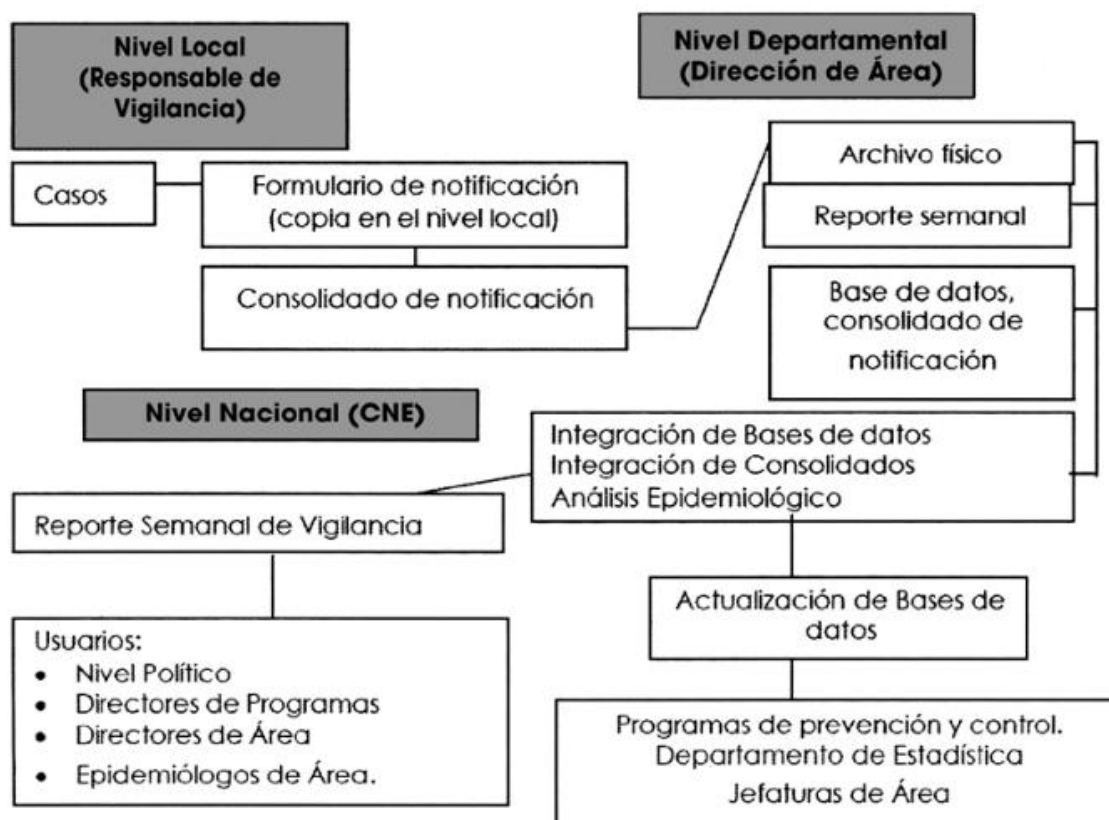 Nivel Local
(Responsable de
Vigilancia)
Nivel Departamental
(Dirección de Área)
Casos
Formulario de notificación
(copia en el nivel local)
Consolidado de notificación
Archivo físico
Reporte semanal
Base de datos,
consolidado de
notificación
Nivel Nacional (CNE)
Integración de Bases de datos
Integración de Consolidados
Análisis Epidemiológico
Reporte Semanal de Vigilancia
Actualización de Bases de
datos
Usuarios:
• Nivel Político
• Directores de Programas
• Directores de Área
• Epidemiólogos de Área.
Programas de prevención y control.
Departamento de Estadística
Jefaturas de Área